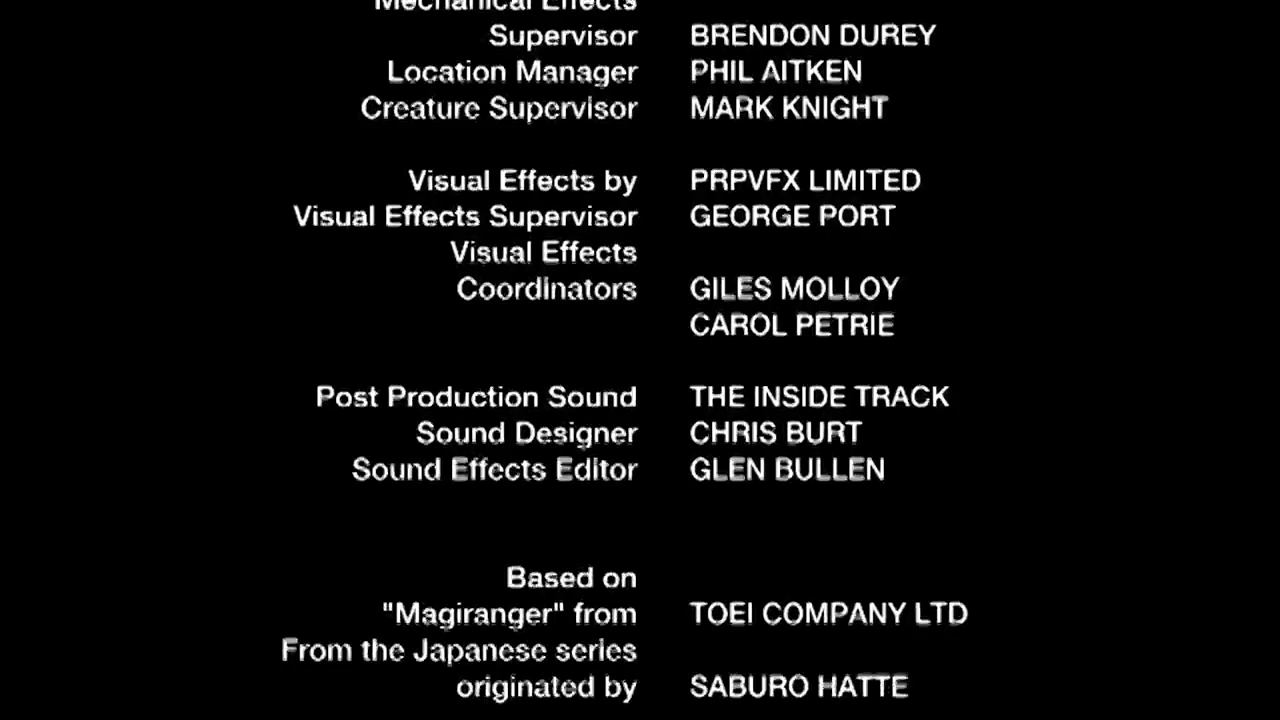 Mechanical Effects
Supervisor BRENDON DUREY
Location Manager PHIL AITKEN
Creature Supervisor MARK KNIGHT
Visual Effects by PRPVFX LIMITED
Visual Effects Supervisor GEORGE PORT
Visual Effects
Coordinators GILES MOLLOY
CAROL PETRIE
Post Production Sound THE INSIDE TRACK
Sound Designer CHRIS BURT
Sound Effects Editor GLEN BULLEN
Based on
"Magiranger" from TOEI COMPANY LTD
From the Japanese series
originated by SABURO HATTE